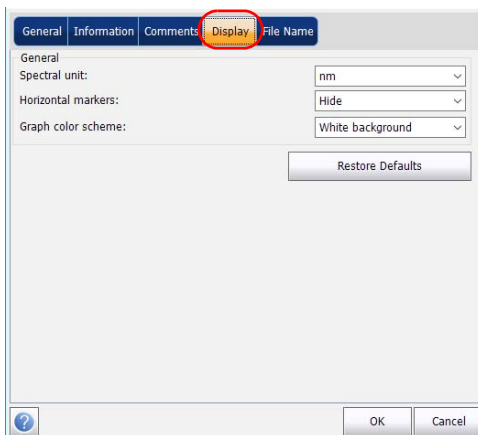 General Information Comments Display File Name
General
Spectral unit: nm
Horizontal markers: Hide
Graph color scheme: White background
Restore Defaults
? OK Cancel